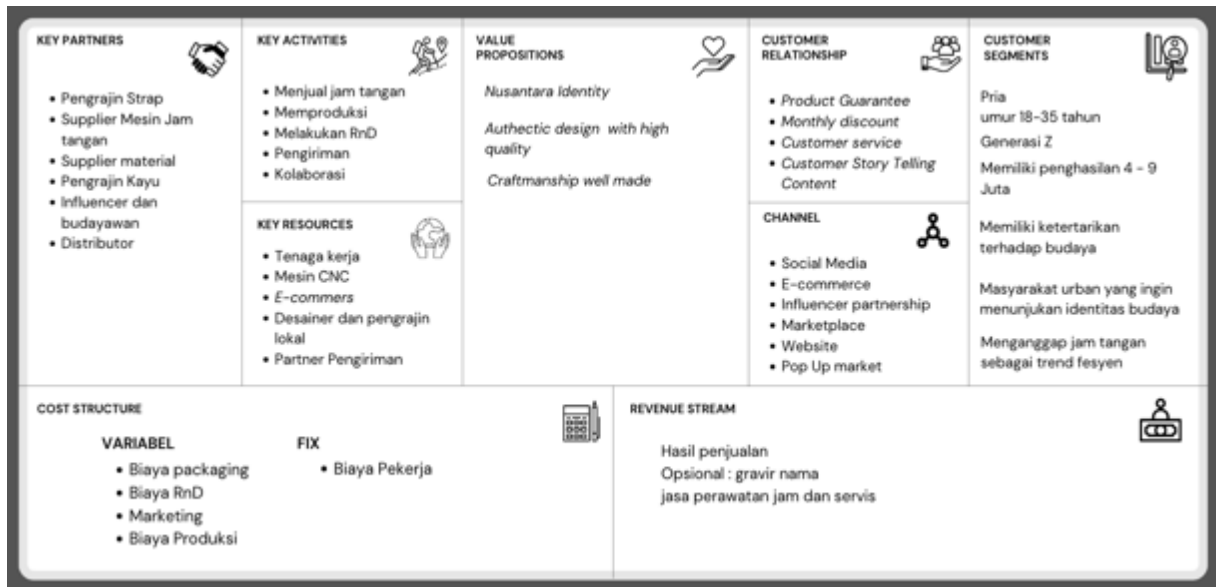 KEY PARTNERS
• Pengrajin Strap
• Supplier Mesin Jam
tangan
• Supplier material
• Pengrajin Kayu
• Influencer dan
budayawan
• Distributor
KEY ACTIVITIES
• Menjual jam tangan
• Memproduksi
• Melakukan RnD
• Pengiriman
• Kolaborasi
KEY RESOURCES
• Tenaga kerja
• Mesin CNC
• E-commers
• Desainer dan pengrajin
lokal
• Partner Pengiriman
VALUE
PROPOSITIONS
Nusantara Identity
Authectic design with high
quality
Craftmanship well made
CUSTOMER
RELATIONSHIP
• Product Guarantee
• Monthly discount
• Customer service
• Customer Story Telling
Content
CHANNEL
• Social Media
• E-commerce
• Influencer partnership
• Marketplace
• Website
• Pop Up market
CUSTOMER
SEGMENTS
Pria
umur 18-35 tahun
Generasi Z
Memiliki penghasilan 4 - 9
Juta
Memiliki ketertarikan
terhadap budaya
Masyarakat urban yang ingin
menunjukan identitas budaya
Menganggap jam tangan
sebagai trend fesyen
COST STRUCTURE
VARIABEL
• Biaya packaging
• Biaya RnD
• Marketing
• Biaya Produksi
FIX
• Biaya Pekerja
REVENUE STREAM
Hasil penjualan
Opsional : gravir nama
jasa perawatan jam dan servis